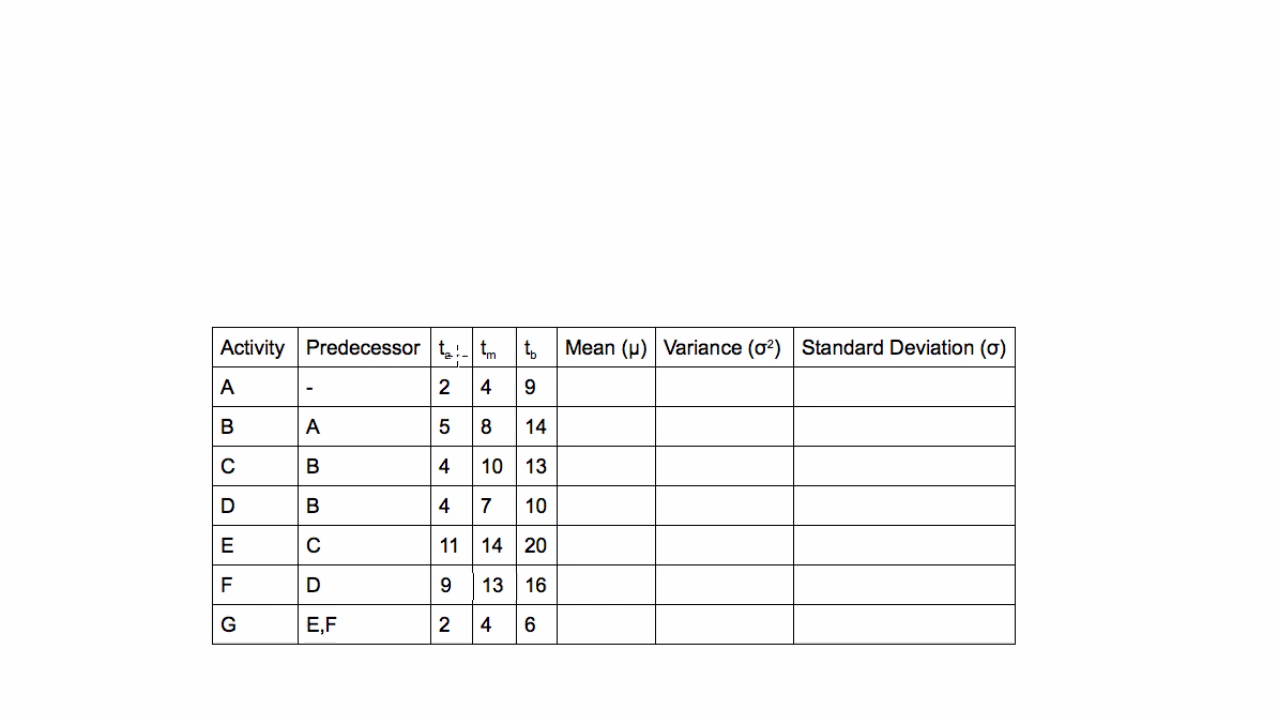 Activity Predecessor ta tm tb Mean (μ) Variance (σ²) Standard Deviation (σ)
A - 2 4 9
B A 5 8 14
C B 4 10 13
D B 4 7 10
E C 11 14 20
F D 9 13 16
G E,F 2 4 6